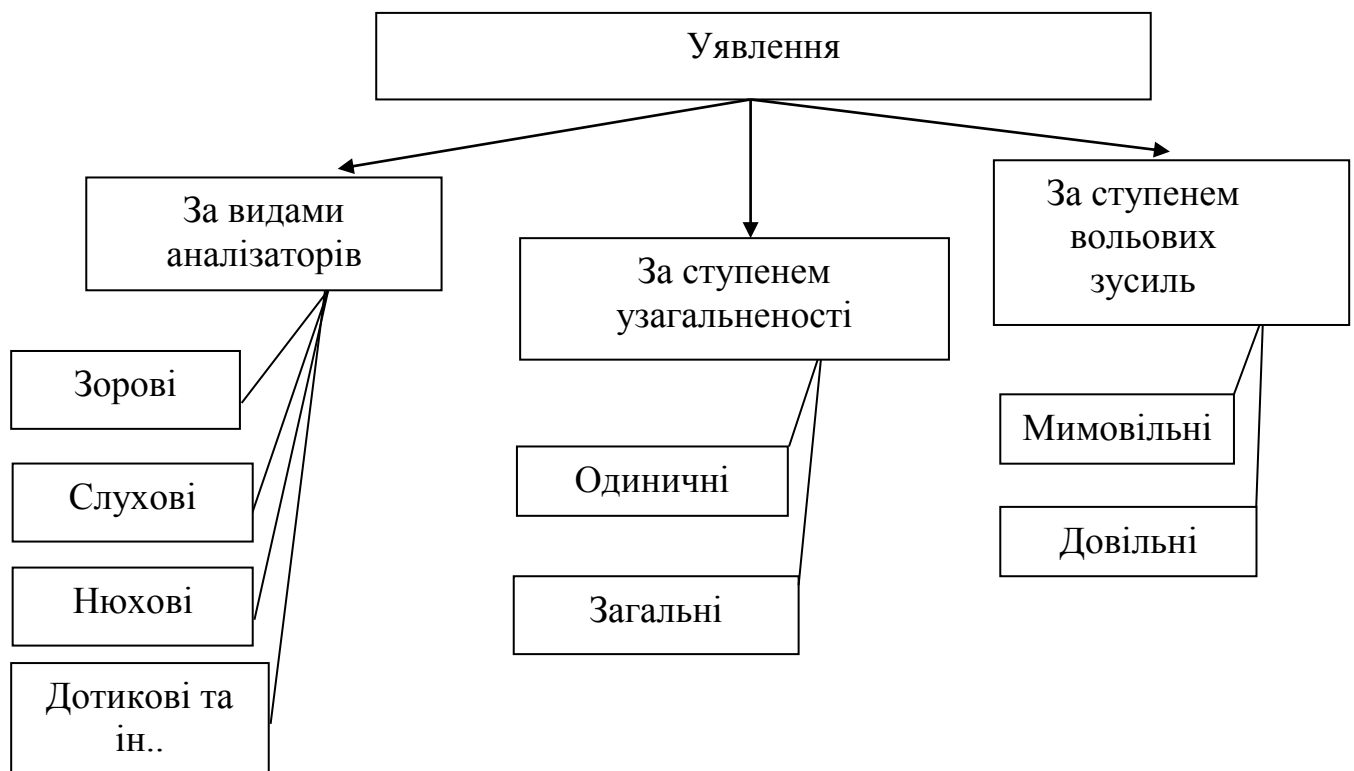 Уявлення
За видами
аналізаторів
Зорові
Слухові
Нюхові
Дотикові та
ін..
За ступенем
узагальненості
Одиничні
Загальні
За ступенем
вольових
зусиль
Мимовільні
Довільні